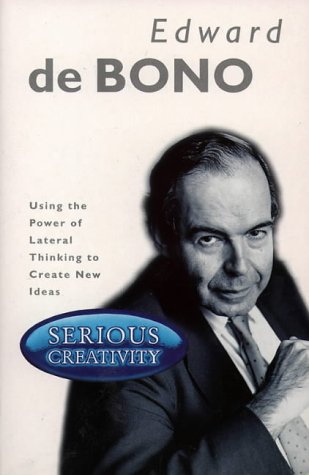 Edward
de BONO
Using the
Power of
Lateral
Thinking to
Create New
Ideas
SERIOUS
CREATIVITY